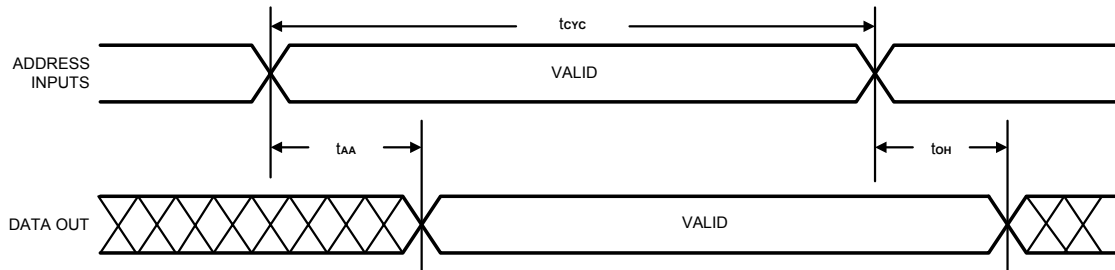 tCYC
ADDRESS
INPUTS
VALID
tAA
tOH
DATA OUT
VALID